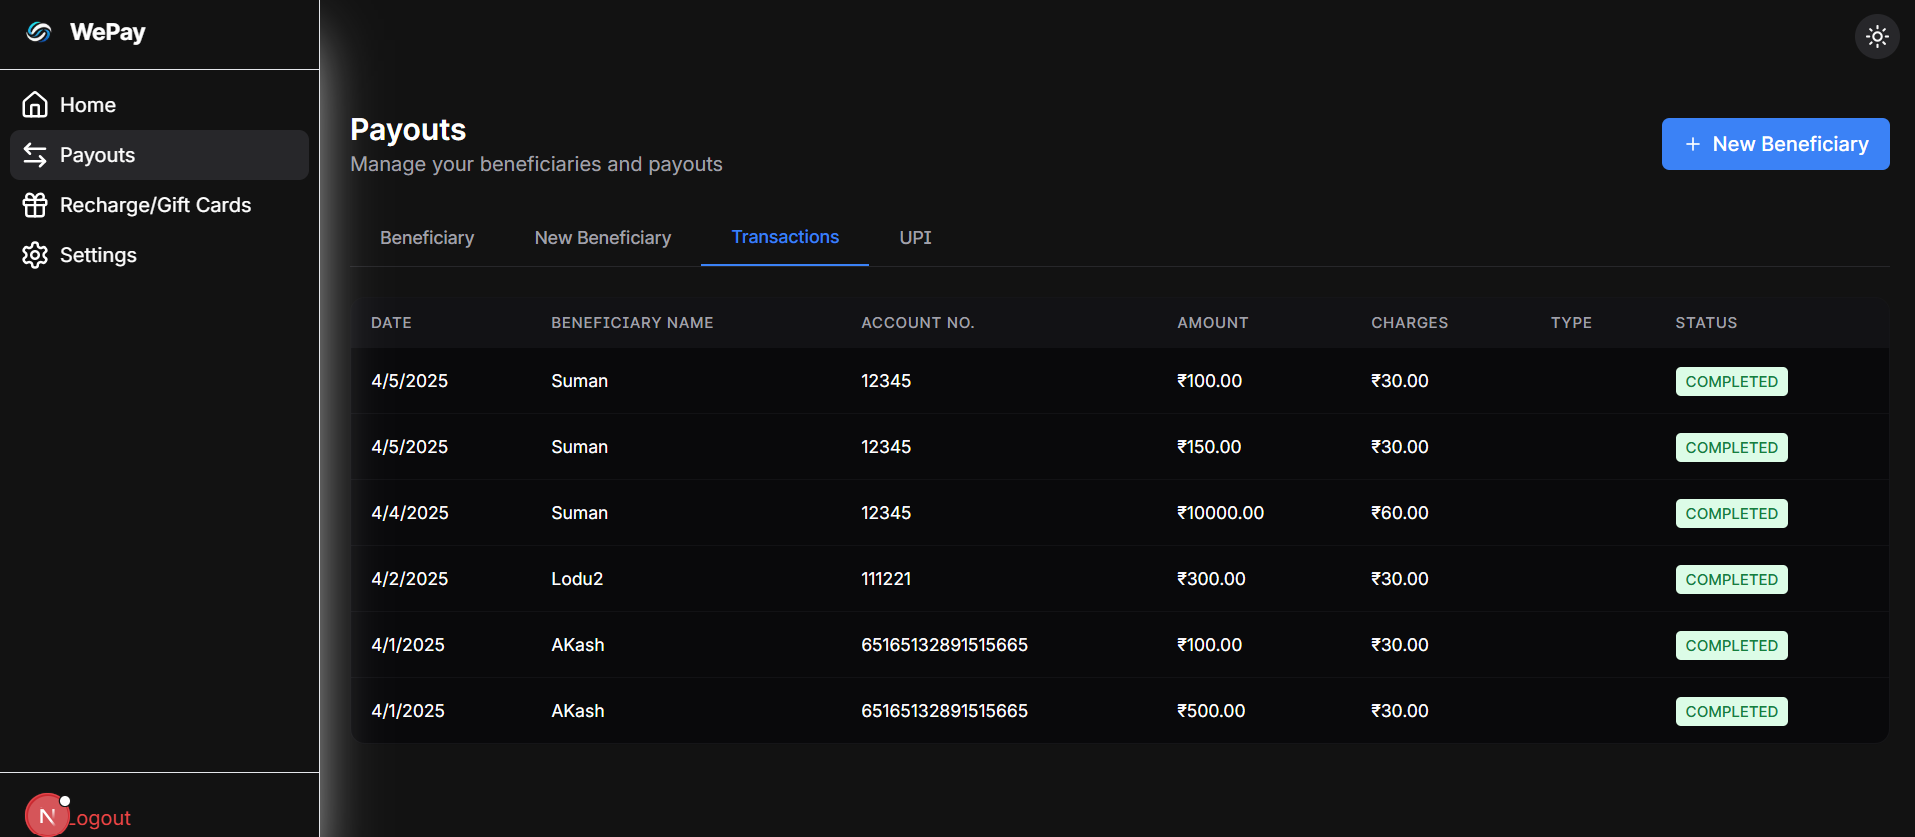 WePay
Home
Payouts
Recharge/Gift Cards
Settings
Payouts
Manage your beneficiaries and payouts
+ New Beneficiary
Beneficiary New Beneficiary Transactions UPI
DATE BENEFICIARY NAME ACCOUNT NO. AMOUNT CHARGES TYPE STATUS
4/5/2025 Suman 12345 ₹100.00 ₹30.00 COMPLETED
4/5/2025 Suman 12345 ₹150.00 ₹30.00 COMPLETED
4/4/2025 Suman 12345 ₹10000.00 ₹60.00 COMPLETED
4/2/2025 Lodu2 111221 ₹300.00 ₹30.00 COMPLETED
4/1/2025 AKash 65165132891515665 ₹100.00 ₹30.00 COMPLETED
4/1/2025 AKash 65165132891515665 ₹500.00 ₹30.00 COMPLETED
N Logout